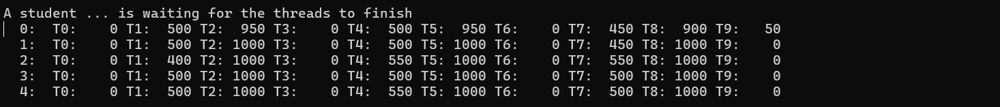 A student ... is waiting for the threads to finish
  0:  T0:    0 T1:  500 T2:  950 T3:    0 T4:  500 T5:  950 T6:    0 T7:  450 T8:  900 T9:   50
  1:  T0:    0 T1:  500 T2: 1000 T3:    0 T4:  500 T5: 1000 T6:    0 T7:  450 T8: 1000 T9:    0
  2:  T0:    0 T1:  400 T2: 1000 T3:    0 T4:  550 T5: 1000 T6:    0 T7:  550 T8: 1000 T9:    0
  3:  T0:    0 T1:  500 T2: 1000 T3:    0 T4:  500 T5: 1000 T6:    0 T7:  500 T8: 1000 T9:    0
  4:  T0:    0 T1:  500 T2: 1000 T3:    0 T4:  550 T5: 1000 T6:    0 T7:  500 T8: 1000 T9:    0